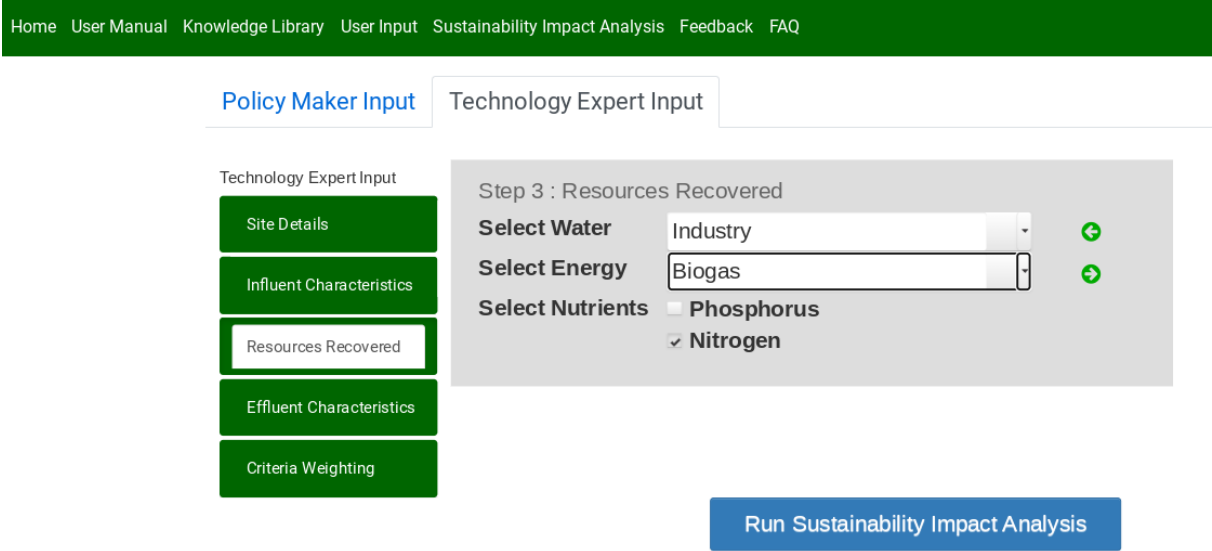 Home User Manual Knowledge Library User Input Sustainability Impact Analysis Feedback FAQ
Policy Maker Input Technology Expert Input
Technology Expert Input
Site Details
Influent Characteristics
Resources Recovered
Effluent Characteristics
Criteria Weighting
Step 3 : Resources Recovered
Select Water Industry
Select Energy Biogas
Select Nutrients Phosphorus
Nitrogen
Run Sustainability Impact Analysis